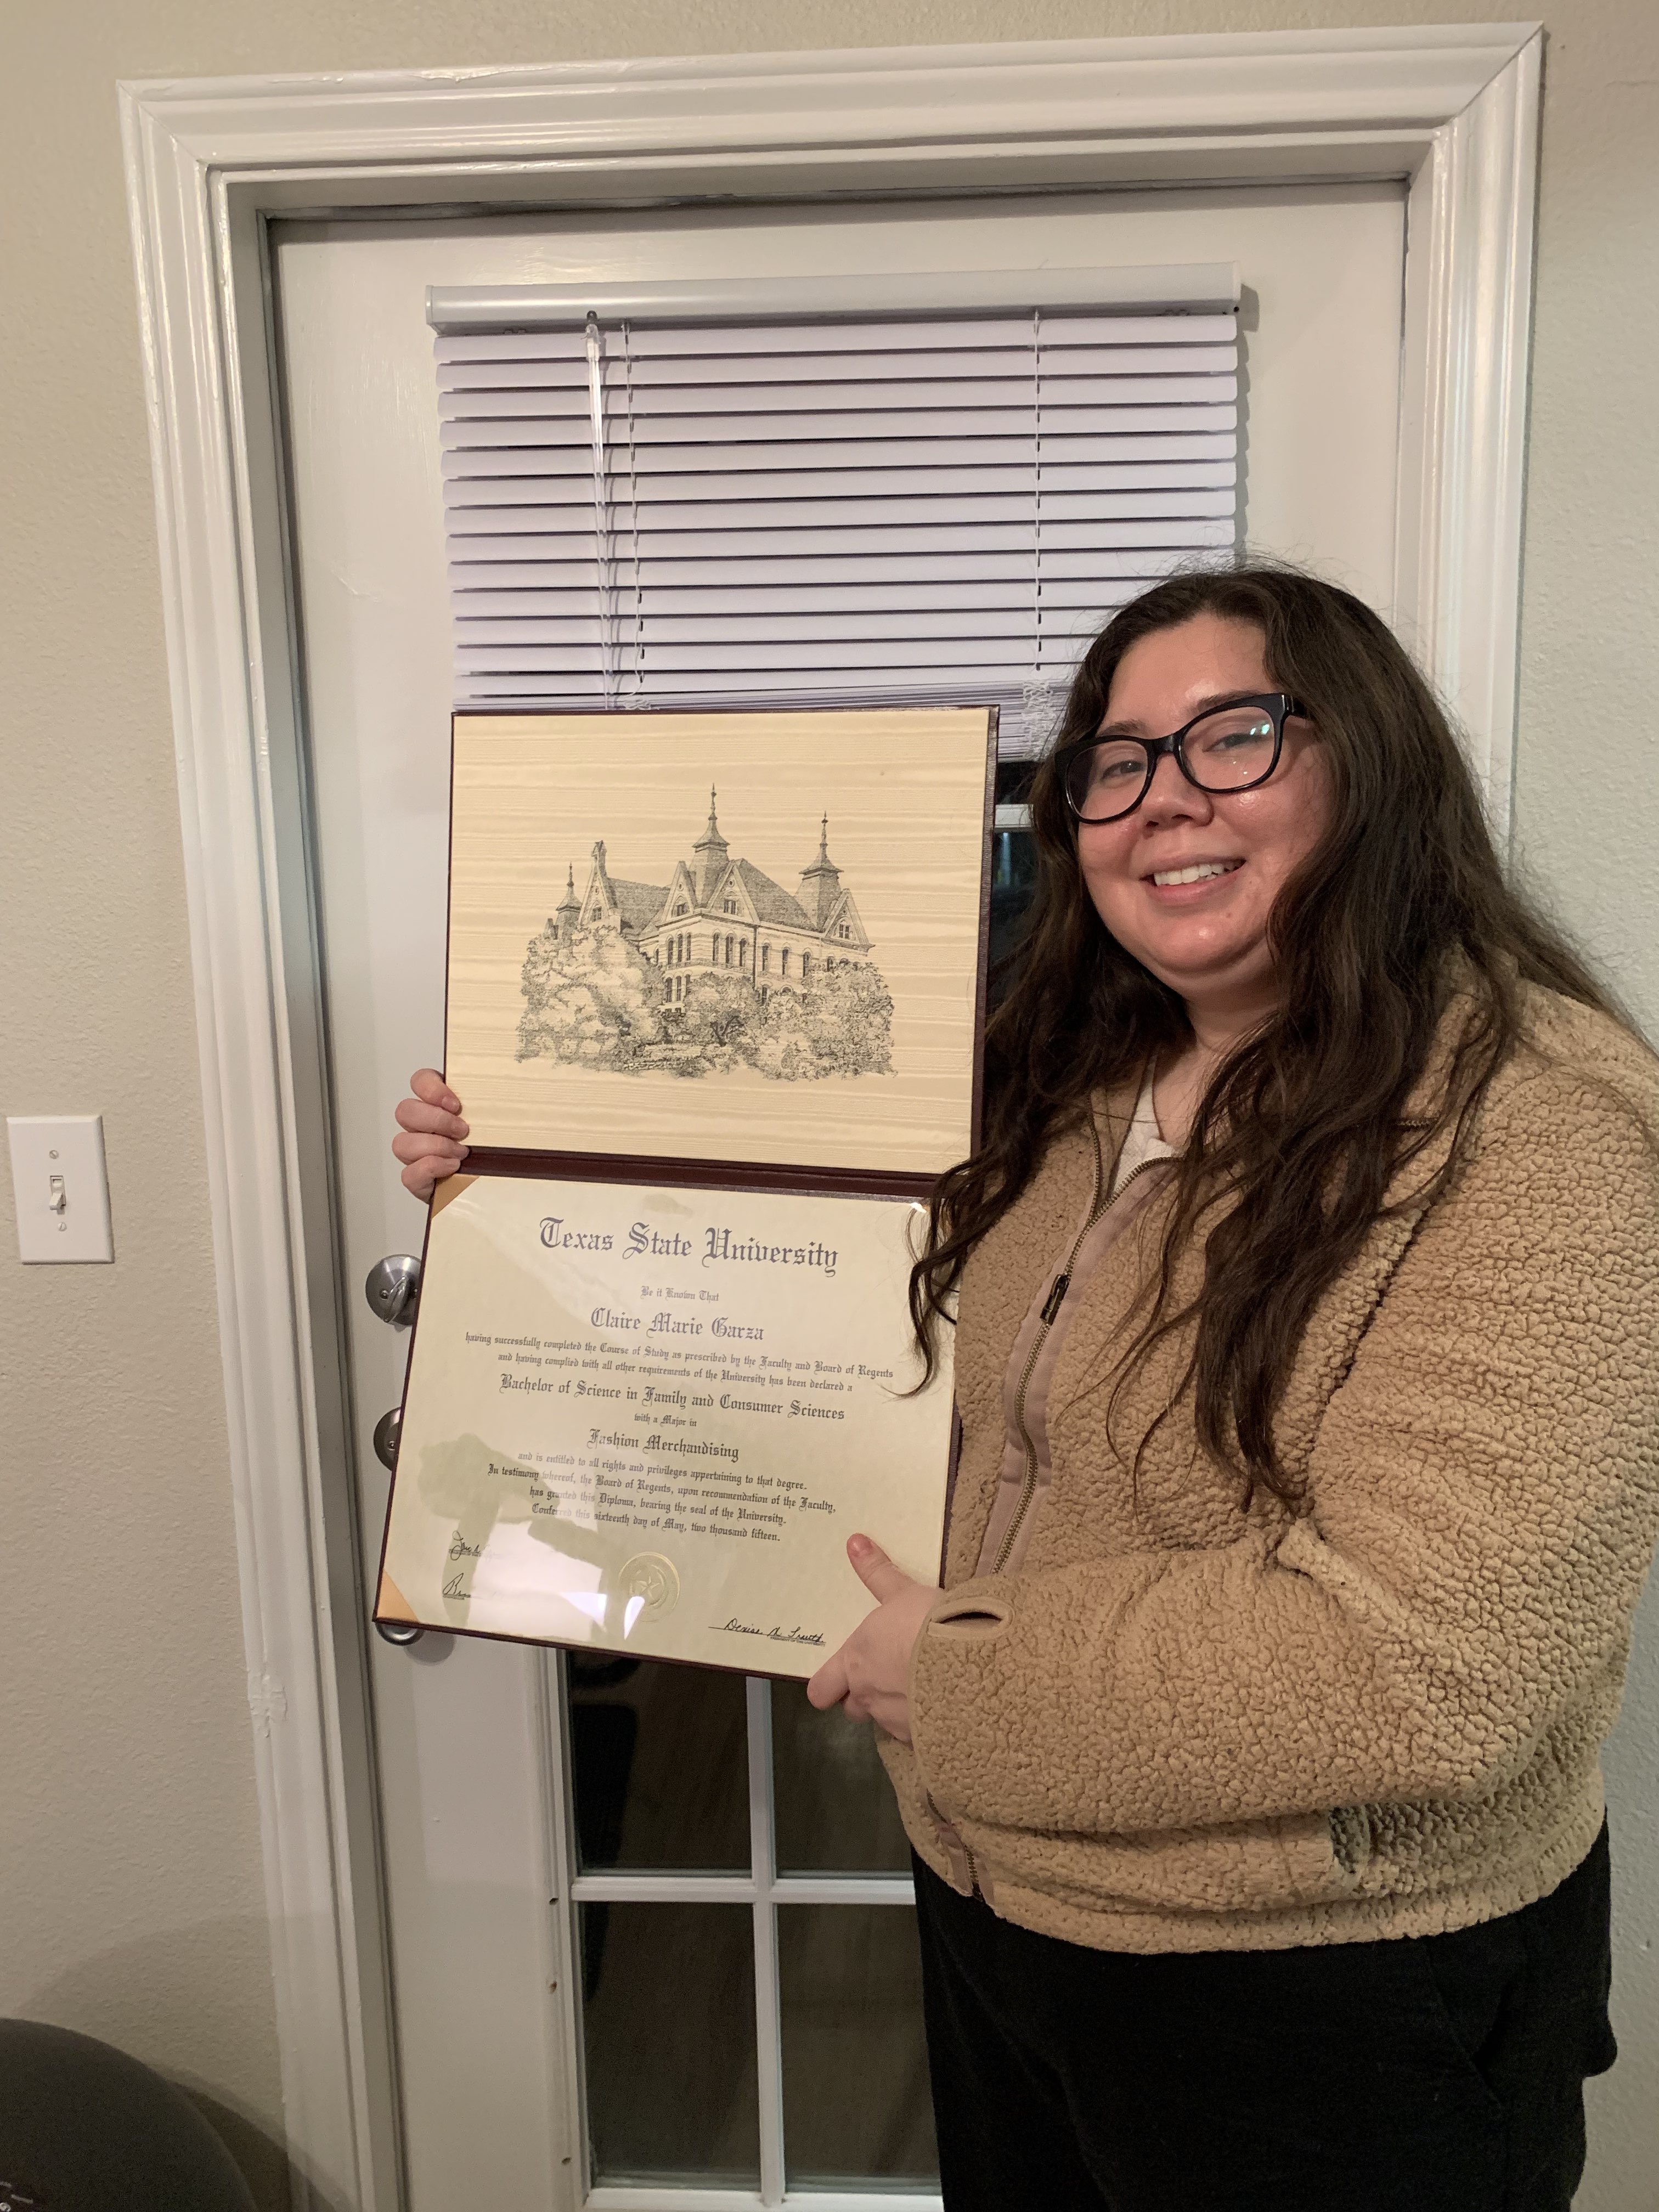 Texas State University
Be it Known That
Claire Marie Garza
having successfully completed the Course of Study as prescribed by the Faculty and Board of Regents
and having complied with all other requirements of the University has been declared a
Bachelor of Science in Family and Consumer Sciences
with a Major in
Fashion Merchandising
and is entitled to all rights and privileges appertaining to that degree.
In testimony whereof, the Board of Regents, upon recommendation of the Faculty,
has granted this Diploma, bearing the seal of the University.
Conferred this sixteenth day of May, two thousand fifteen.
Denise M. Trauth